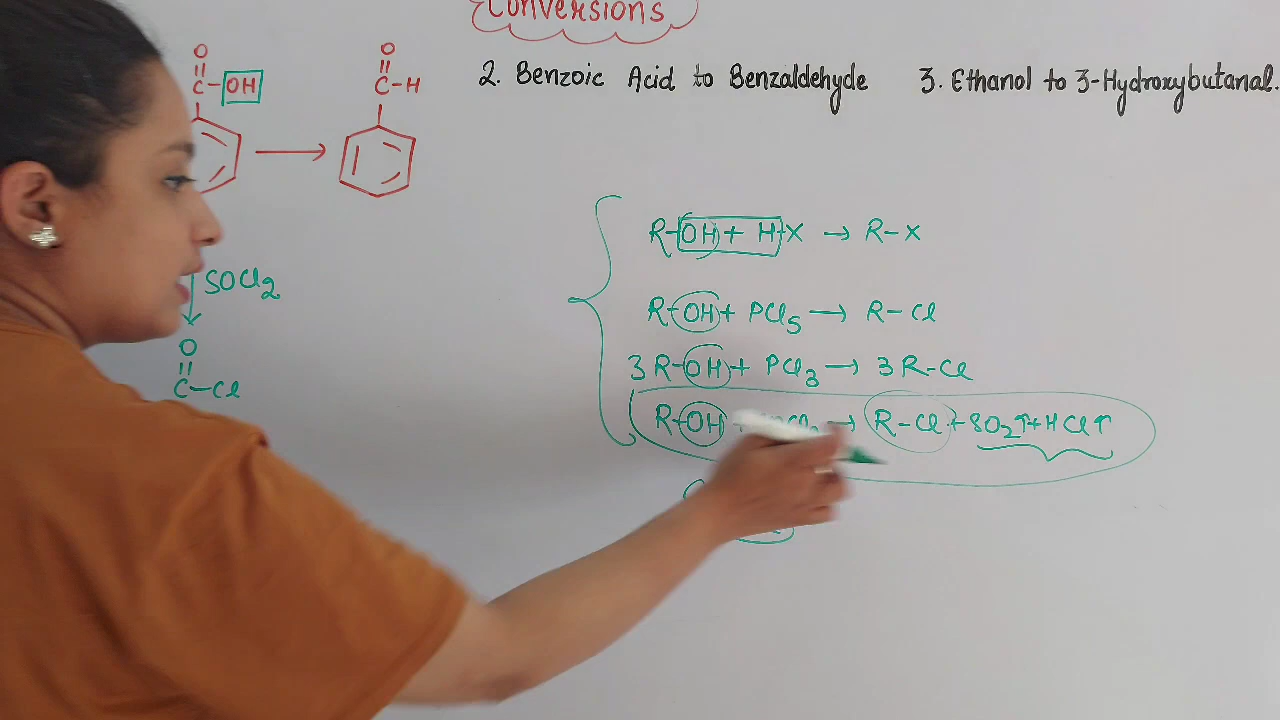 Conversions
2. Benzoic Acid to Benzaldehyde
3. Ethanol to 3-Hydroxybutanal.
O
C-OH
O
C-H
SOCl2
O
C-Cl
R-OH + H-X → R-X
R-OH + PCl5 → R-Cl
3R-OH + PCl3 → 3R-Cl
R-OH + → R-Cl + SO2↑ + HCl↑